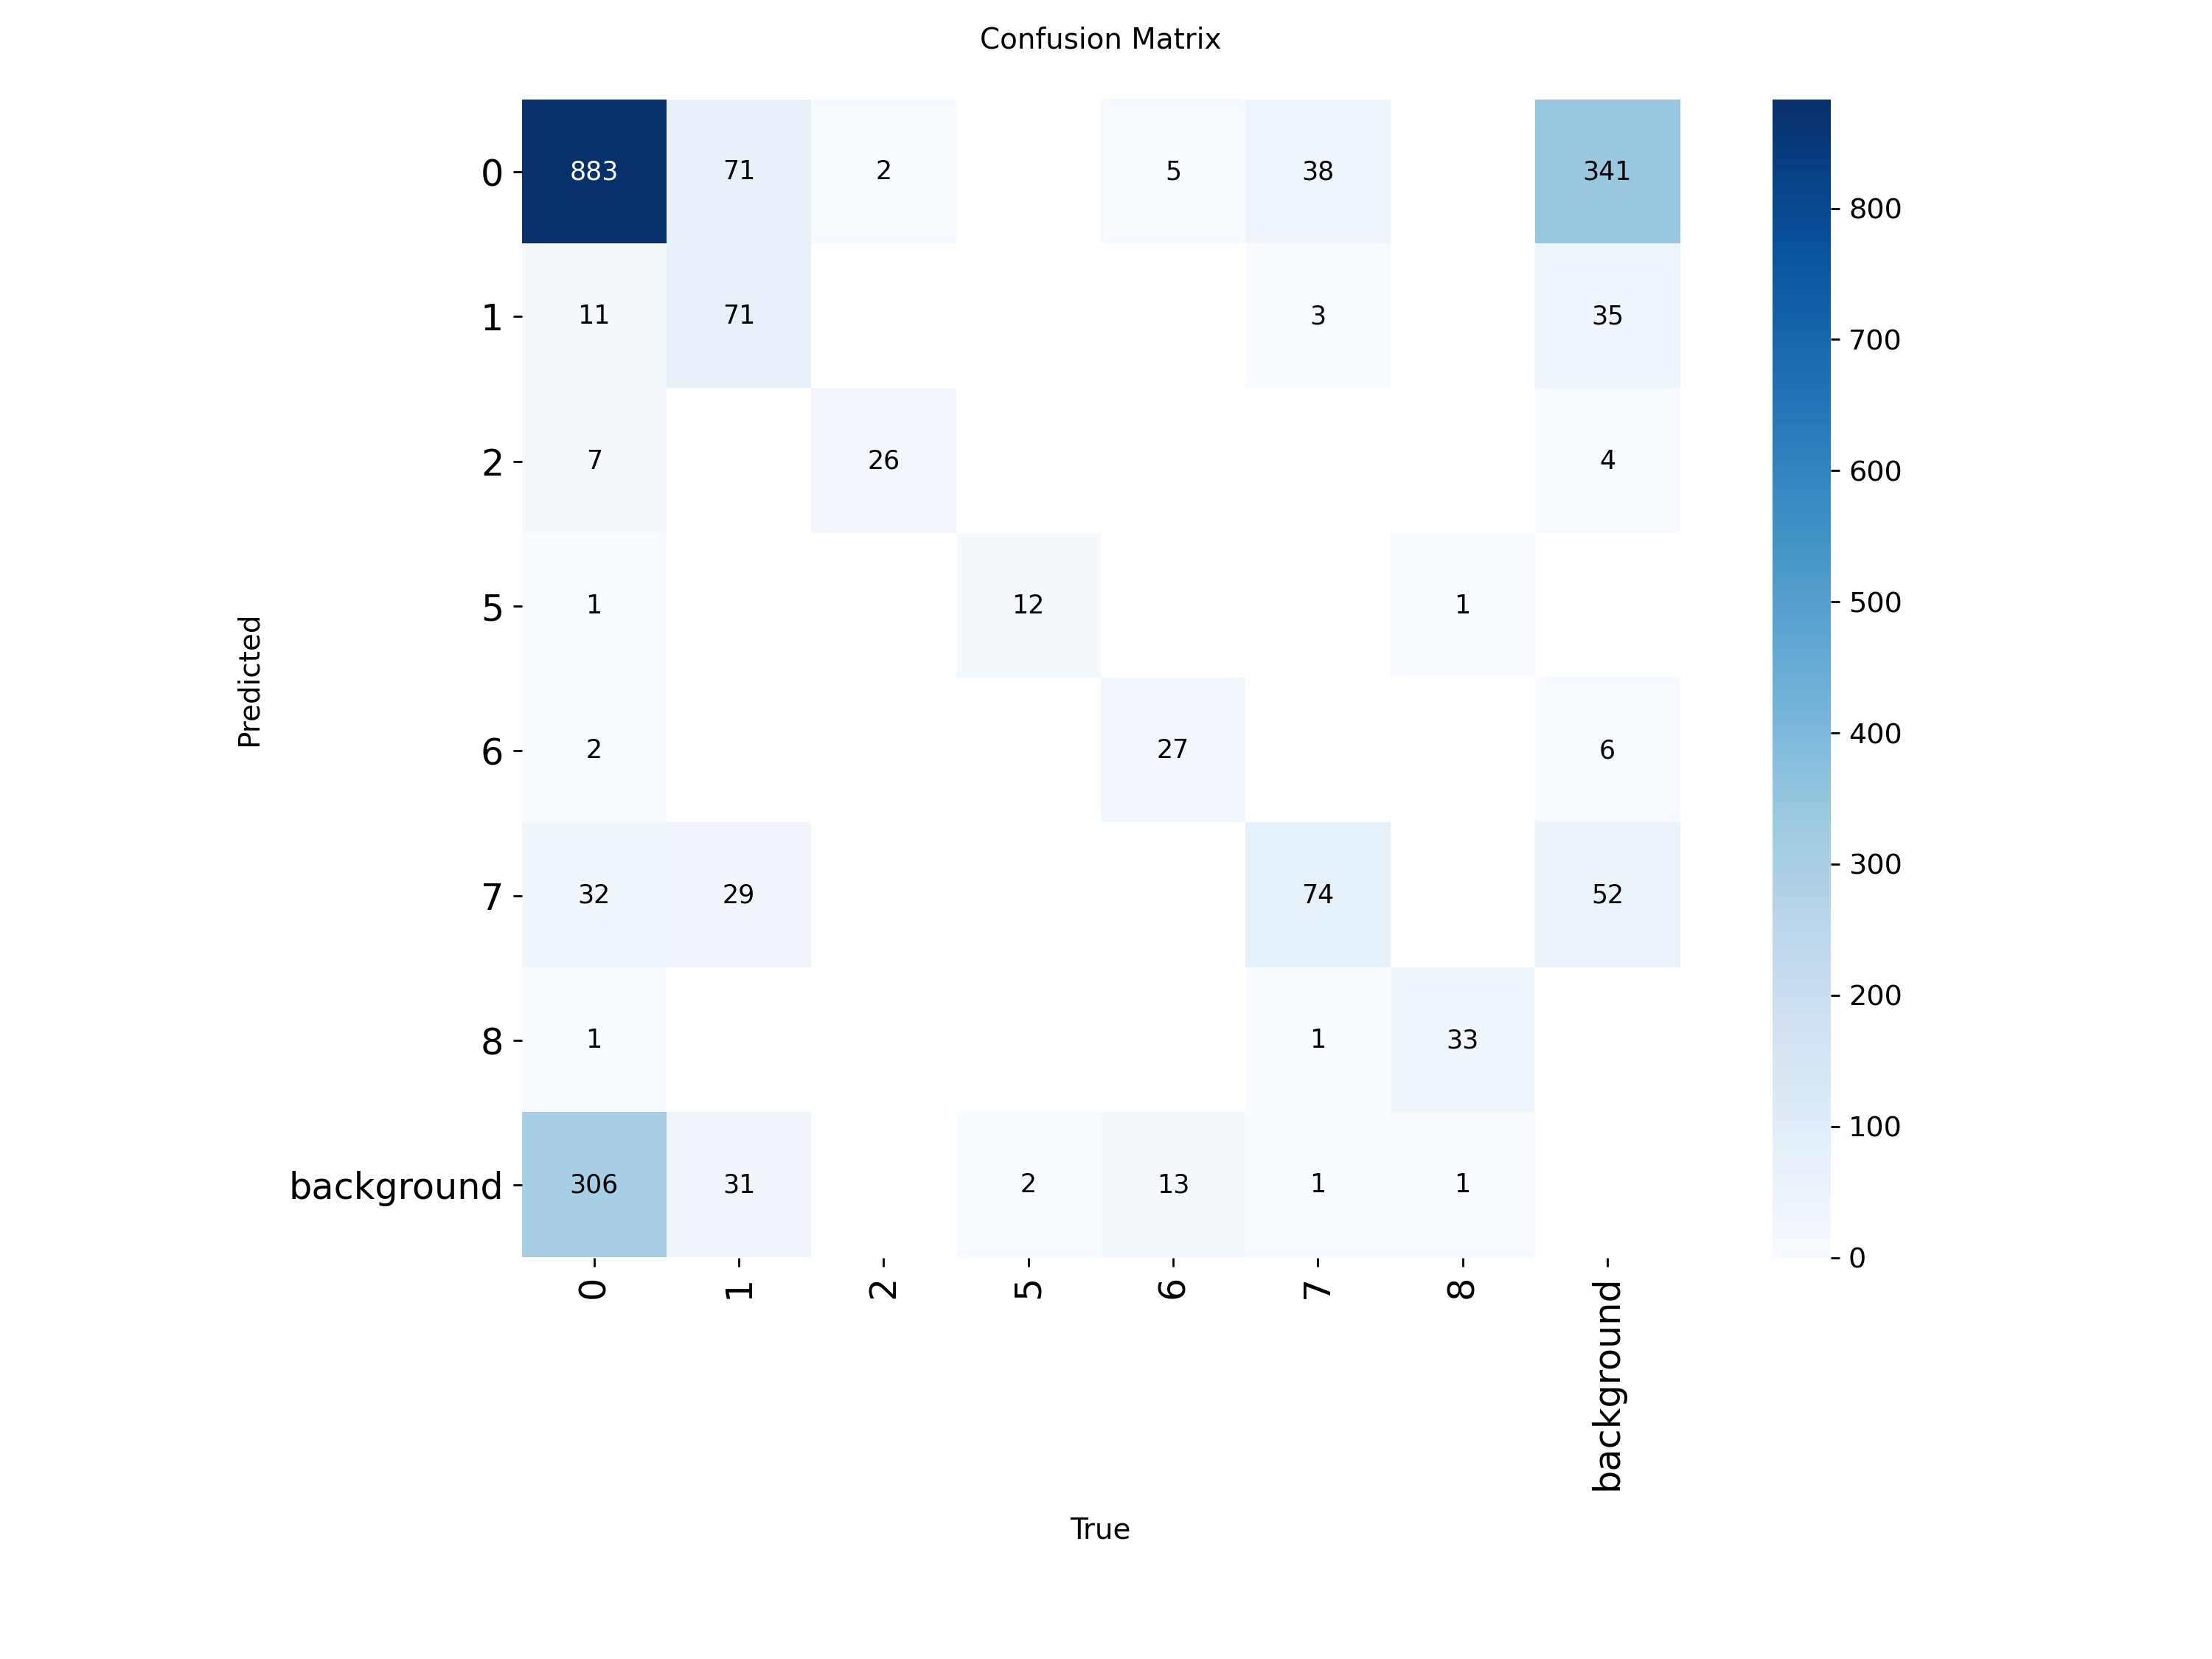 Confusion Matrix
0 883 71 2 5 38 341
1 11 71 3 35
2 7 26 4
5 1 12 1
6 2 27 6
7 32 29 74 52
8 1 1 33
background 306 31 2 13 1 1
0 1 2 5 6 7 8 background
Predicted
True
800
700
600
500
400
300
200
100
0